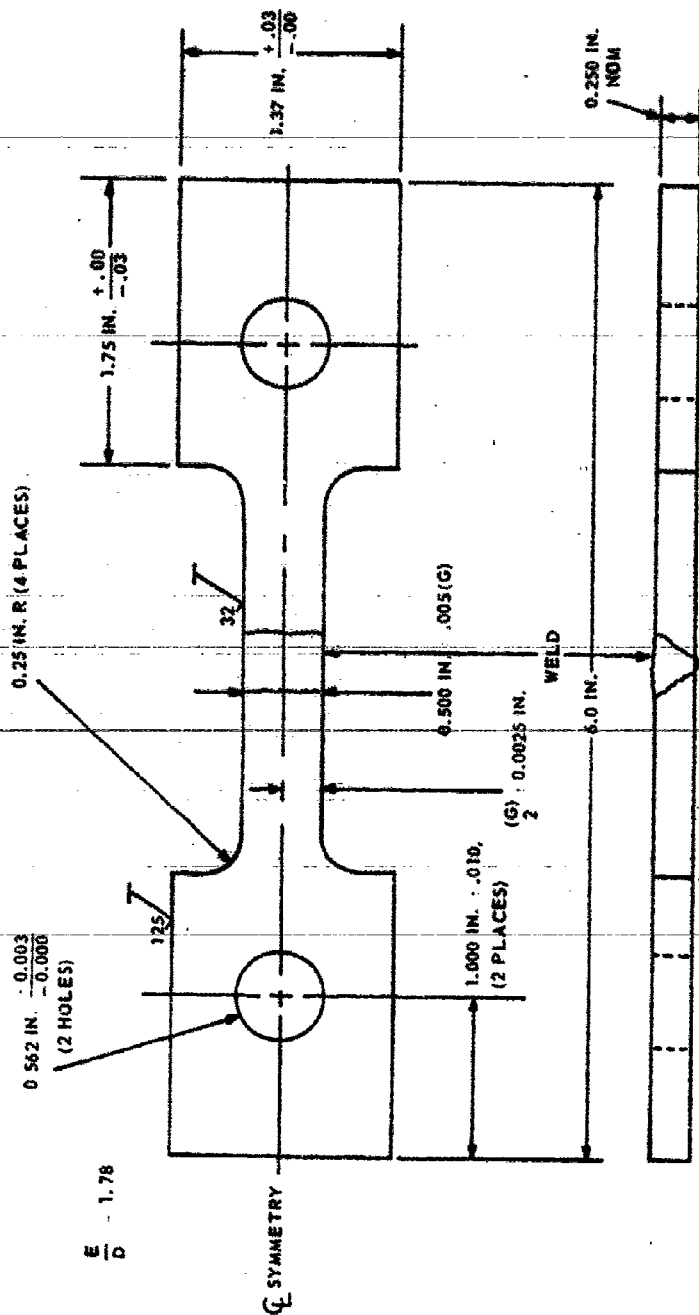 E
D
- 1.78
0 562 IN. - 0.003
- 0.000
(2 HOLES)
0.25 IN. R (4 PLACES)
1.75 IN. + .00
-.03
1.37 IN. + .03
-.00
125
32
℄ SYMMETRY
1.000 IN. - .010,
(2 PLACES)
(G) - 0.0025 IN.
2
0.500 IN. .005 (G)
WELD
6.0 IN.
0.250 IN.
NOM